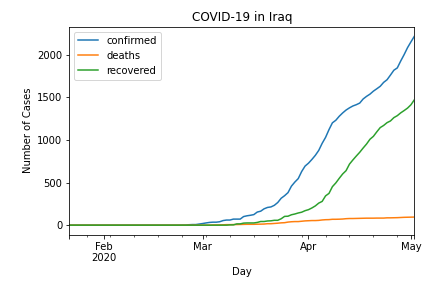 COVID-19 in Iraq
confirmed
deaths
recovered
Number of Cases
2000
1500
1000
500
0
Feb
2020
Mar
Apr
May
Day